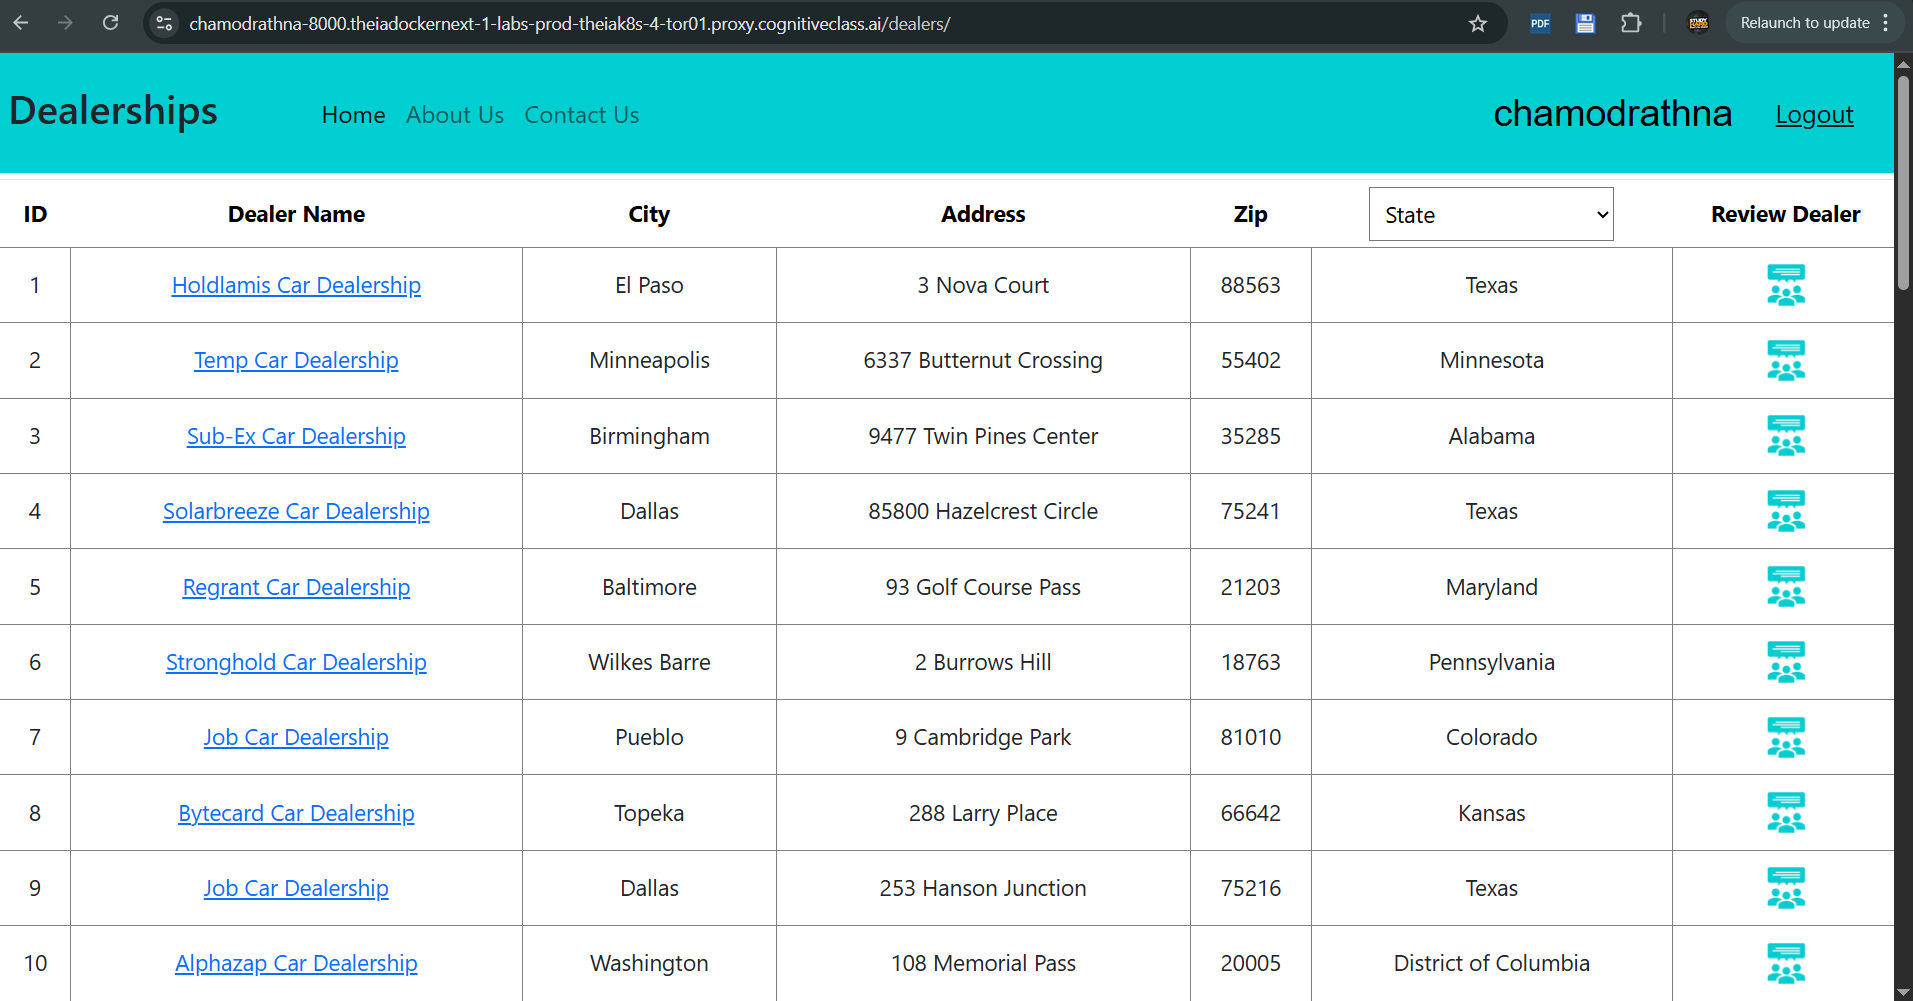 chamodrathna-8000.theiadockernext-1-labs-prod-theiak8s-4-tor01.proxy.cognitiveclass.ai/dealers/
PDF
Relaunch to update
Dealerships Home About Us Contact Us chamodrathna Logout
ID Dealer Name City Address Zip State Review Dealer
1 Holdlamis Car Dealership El Paso 3 Nova Court 88563 Texas
2 Temp Car Dealership Minneapolis 6337 Butternut Crossing 55402 Minnesota
3 Sub-Ex Car Dealership Birmingham 9477 Twin Pines Center 35285 Alabama
4 Solarbreeze Car Dealership Dallas 85800 Hazelcrest Circle 75241 Texas
5 Regrant Car Dealership Baltimore 93 Golf Course Pass 21203 Maryland
6 Stronghold Car Dealership Wilkes Barre 2 Burrows Hill 18763 Pennsylvania
7 Job Car Dealership Pueblo 9 Cambridge Park 81010 Colorado
8 Bytecard Car Dealership Topeka 288 Larry Place 66642 Kansas
9 Job Car Dealership Dallas 253 Hanson Junction 75216 Texas
10 Alphazap Car Dealership Washington 108 Memorial Pass 20005 District of Columbia